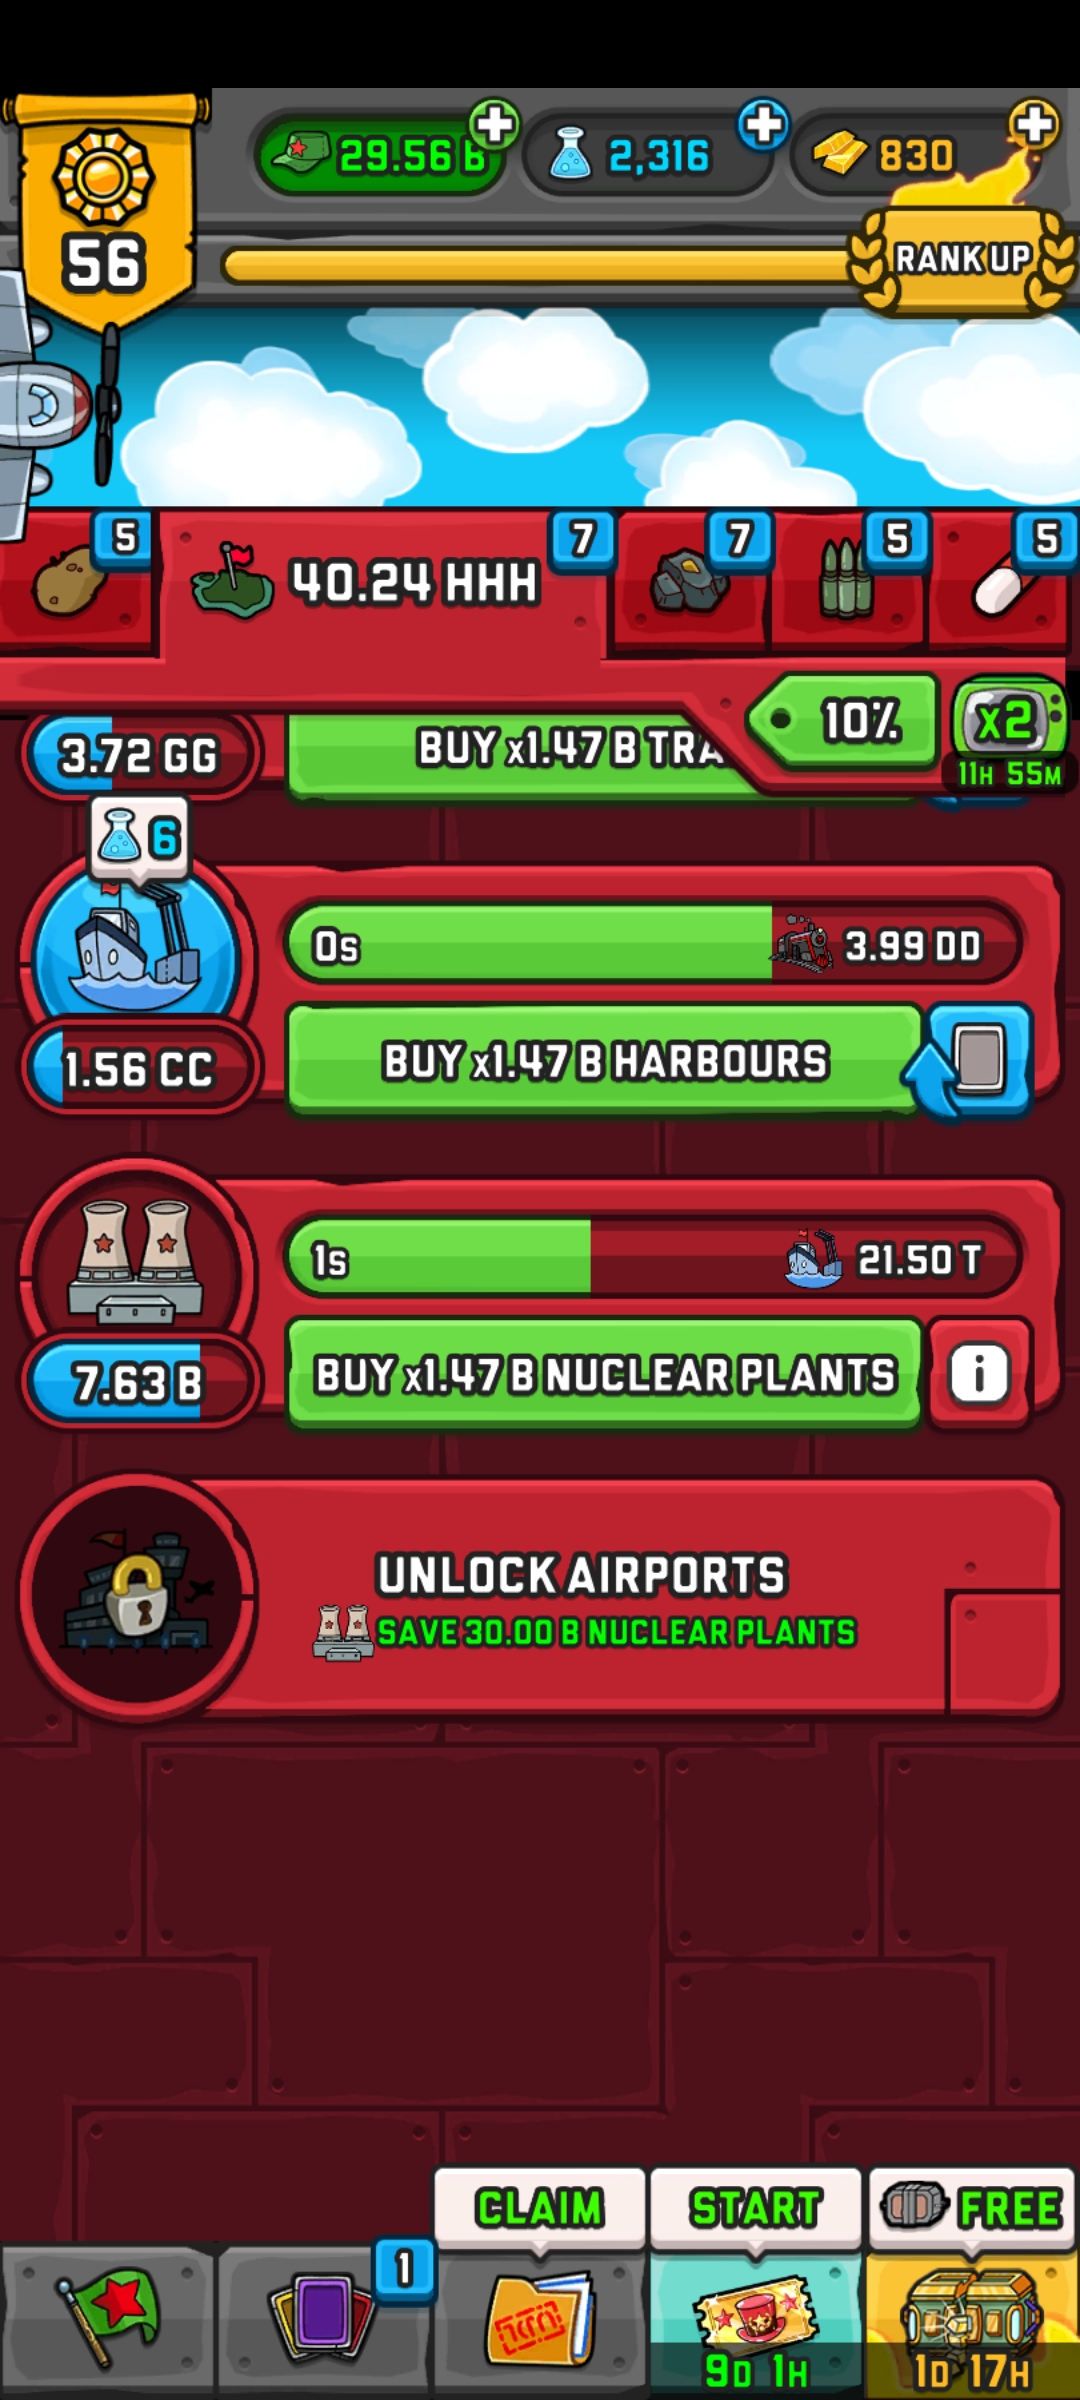 29.56 B
2,316
830
56
RANK UP
5
7
7
5
5
40.24 HHH
10%
x2
11H 55M
3.72 GG
BUY x1.47 B TRA
6
0s
3.99 DD
1.56 CC
BUY x1.47 B HARBOURS
1s
21.50 T
7.63 B
BUY x1.47 B NUCLEAR PLANTS
i
UNLOCK AIRPORTS
SAVE 30.00 B NUCLEAR PLANTS
CLAIM
START
FREE
1
9D 1H
1D 17H